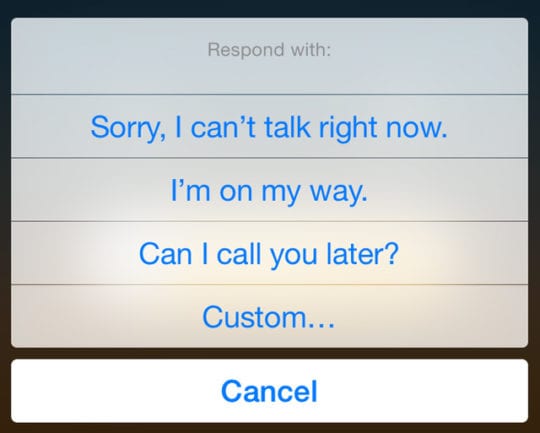 Respond with:
Sorry, I can’t talk right now.
I’m on my way.
Can I call you later?
Custom…
Cancel